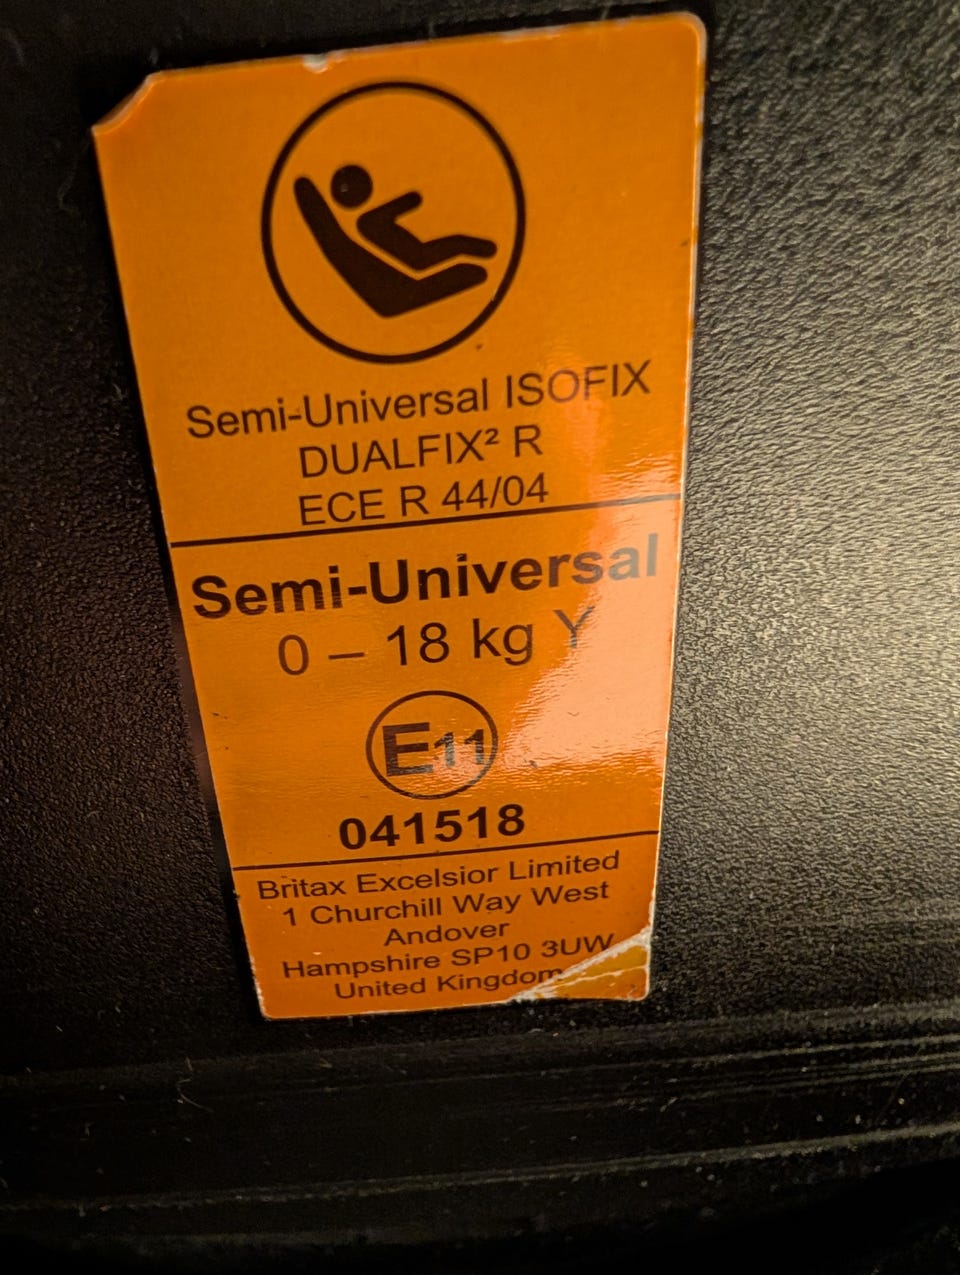 Semi-Universal ISOFIX
DUALFIX² R
ECE R 44/04
Semi-Universal
0 – 18 kg Y
E11
041518
Britax Excelsior Limited
1 Churchill Way West
Andover
Hampshire SP10 3UW
United Kingdom